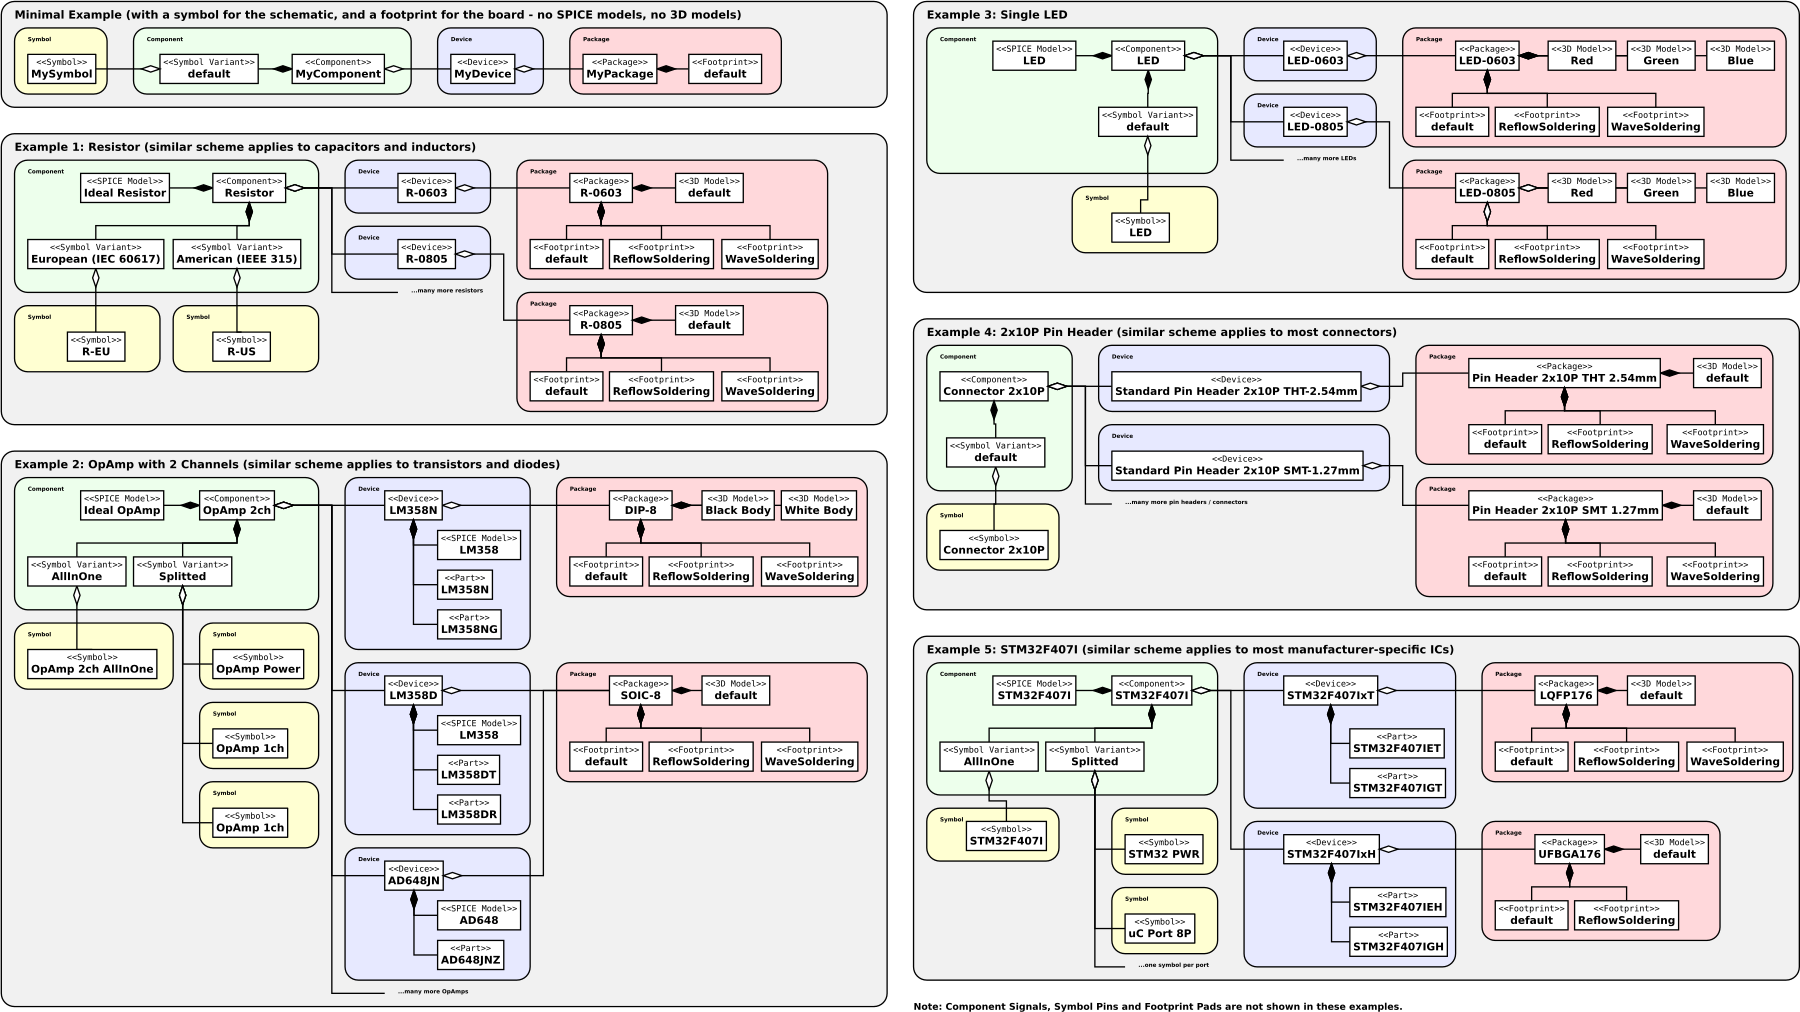 Minimal Example (with a symbol for the schematic, and a footprint for the board - no SPICE models, no 3D models)
Symbol
<<Symbol>>
MySymbol
Component
<<Symbol Variant>>
default
<<Component>>
MyComponent
Device
<<Device>>
MyDevice
Package
<<Package>>
MyPackage
<<Footprint>>
default
Example 1: Resistor (similar scheme applies to capacitors and inductors)
Component
<<SPICE Model>>
Ideal Resistor
<<Component>>
Resistor
<<Symbol Variant>>
European (IEC 60617)
<<Symbol Variant>>
American (IEEE 315)
Symbol
<<Symbol>>
R-EU
Symbol
<<Symbol>>
R-US
Device
<<Device>>
R-0603
Device
<<Device>>
R-0805
...many more resistors
Package
<<Package>>
R-0603
<<3D Model>>
default
<<Footprint>>
default
<<Footprint>>
ReflowSoldering
<<Footprint>>
WaveSoldering
Package
<<Package>>
R-0805
<<3D Model>>
default
<<Footprint>>
default
<<Footprint>>
ReflowSoldering
<<Footprint>>
WaveSoldering
Example 2: OpAmp with 2 Channels (similar scheme applies to transistors and diodes)
Component
<<SPICE Model>>
Ideal OpAmp
<<Component>>
OpAmp 2ch
<<Symbol Variant>>
AllInOne
<<Symbol Variant>>
Splitted
Symbol
<<Symbol>>
OpAmp 2ch AllInOne
Symbol
<<Symbol>>
OpAmp Power
Symbol
<<Symbol>>
OpAmp 1ch
Symbol
<<Symbol>>
OpAmp 1ch
Device
<<Device>>
LM358N
<<SPICE Model>>
LM358
<<Part>>
LM358N
<<Part>>
LM358NG
Device
<<Device>>
LM358D
<<SPICE Model>>
LM358
<<Part>>
LM358DT
<<Part>>
LM358DR
Device
<<Device>>
AD648JN
<<SPICE Model>>
AD648
<<Part>>
AD648JNZ
...many more OpAmps
Package
<<Package>>
DIP-8
<<3D Model>>
Black Body
<<3D Model>>
White Body
<<Footprint>>
default
<<Footprint>>
ReflowSoldering
<<Footprint>>
WaveSoldering
Package
<<Package>>
SOIC-8
<<3D Model>>
default
<<Footprint>>
default
<<Footprint>>
ReflowSoldering
<<Footprint>>
WaveSoldering
Example 3: Single LED
Component
<<SPICE Model>>
LED
<<Component>>
LED
<<Symbol Variant>>
default
Symbol
<<Symbol>>
LED
Device
<<Device>>
LED-0603
Device
<<Device>>
LED-0805
...many more LEDs
Package
<<Package>>
LED-0603
<<3D Model>>
Red
<<3D Model>>
Green
<<3D Model>>
Blue
<<Footprint>>
default
<<Footprint>>
ReflowSoldering
<<Footprint>>
WaveSoldering
Package
<<Package>>
LED-0805
<<3D Model>>
Red
<<3D Model>>
Green
<<3D Model>>
Blue
<<Footprint>>
default
<<Footprint>>
ReflowSoldering
<<Footprint>>
WaveSoldering
Example 4: 2x10P Pin Header (similar scheme applies to most connectors)
Component
<<Component>>
Connector 2x10P
<<Symbol Variant>>
default
Symbol
<<Symbol>>
Connector 2x10P
Device
<<Device>>
Standard Pin Header 2x10P THT-2.54mm
Device
<<Device>>
Standard Pin Header 2x10P SMT-1.27mm
...many more pin headers / connectors
Package
<<Package>>
Pin Header 2x10P THT 2.54mm
<<3D Model>>
default
<<Footprint>>
default
<<Footprint>>
ReflowSoldering
<<Footprint>>
WaveSoldering
Package
<<Package>>
Pin Header 2x10P SMT 1.27mm
<<3D Model>>
default
<<Footprint>>
default
<<Footprint>>
ReflowSoldering
<<Footprint>>
WaveSoldering
Example 5: STM32F407I (similar scheme applies to most manufacturer-specific ICs)
Component
<<SPICE Model>>
STM32F407I
<<Component>>
STM32F407I
<<Symbol Variant>>
AllInOne
<<Symbol Variant>>
Splitted
Symbol
<<Symbol>>
STM32F407I
Symbol
<<Symbol>>
STM32 PWR
Symbol
<<Symbol>>
uC Port 8P
...one symbol per port
Device
<<Device>>
STM32F407IxT
<<Part>>
STM32F407IET
<<Part>>
STM32F407IGT
Device
<<Device>>
STM32F407IxH
<<Part>>
STM32F407IEH
<<Part>>
STM32F407IGH
Package
<<Package>>
LQFP176
<<3D Model>>
default
<<Footprint>>
default
<<Footprint>>
ReflowSoldering
<<Footprint>>
WaveSoldering
Package
<<Package>>
UFBGA176
<<3D Model>>
default
<<Footprint>>
default
<<Footprint>>
ReflowSoldering
Note: Component Signals, Symbol Pins and Footprint Pads are not shown in these examples.